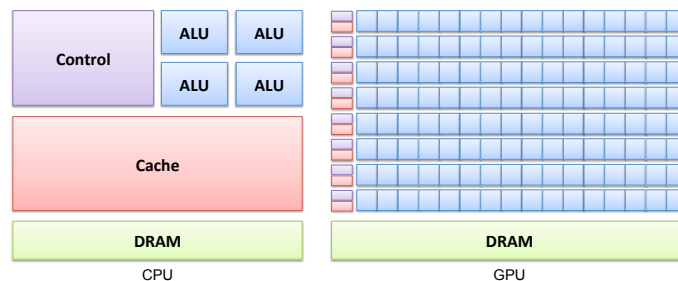 Control
ALU ALU
ALU ALU
Cache
DRAM
CPU
DRAM
GPU